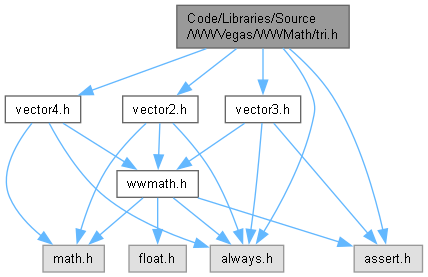 Code/Libraries/Source
/WWVegas/WWMath/tri.h
vector4.h
vector2.h
vector3.h
wwmath.h
math.h
float.h
always.h
assert.h